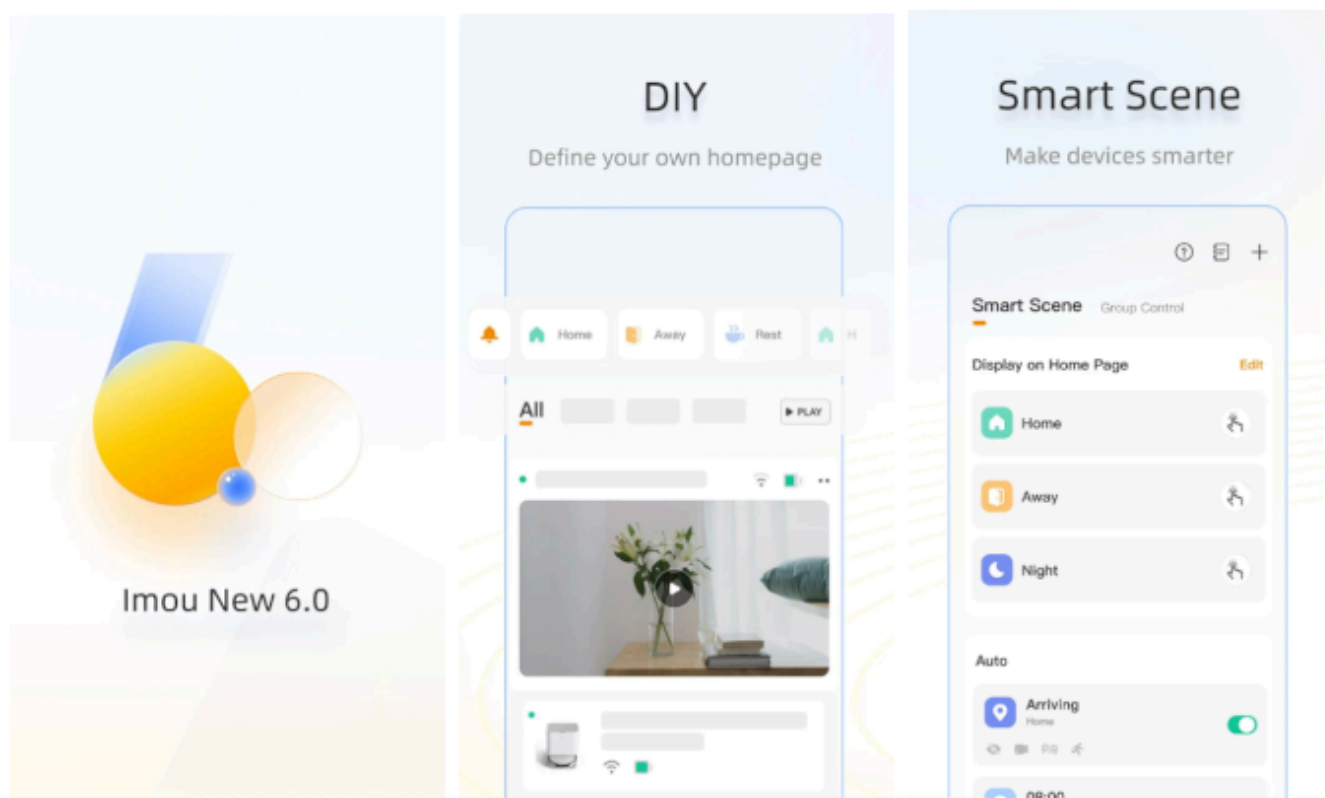 Imou New 6.0
DIY
Define your own homepage
Home
Away
Rest
H
All
PLAY
Smart Scene
Make devices smarter
Smart Scene
Group Control
Display on Home Page
Edit
Home
Away
Night
Auto
Arriving
Home
PIR
08:00